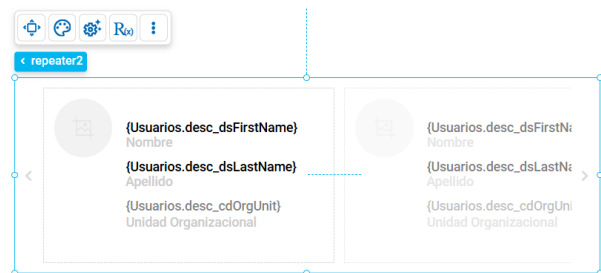 R(x)
repeater2
{Usuarios.desc_dsFirstName}
Nombre
{Usuarios.desc_dsLastName}
Apellido
{Usuarios.desc_cdOrgUnit}
Unidad Organizacional
{Usuarios.desc_dsFirstNa
Nombre
{Usuarios.desc_dsLastNa
Apellido
{Usuarios.desc_cdOrgUni
Unidad Organizacional